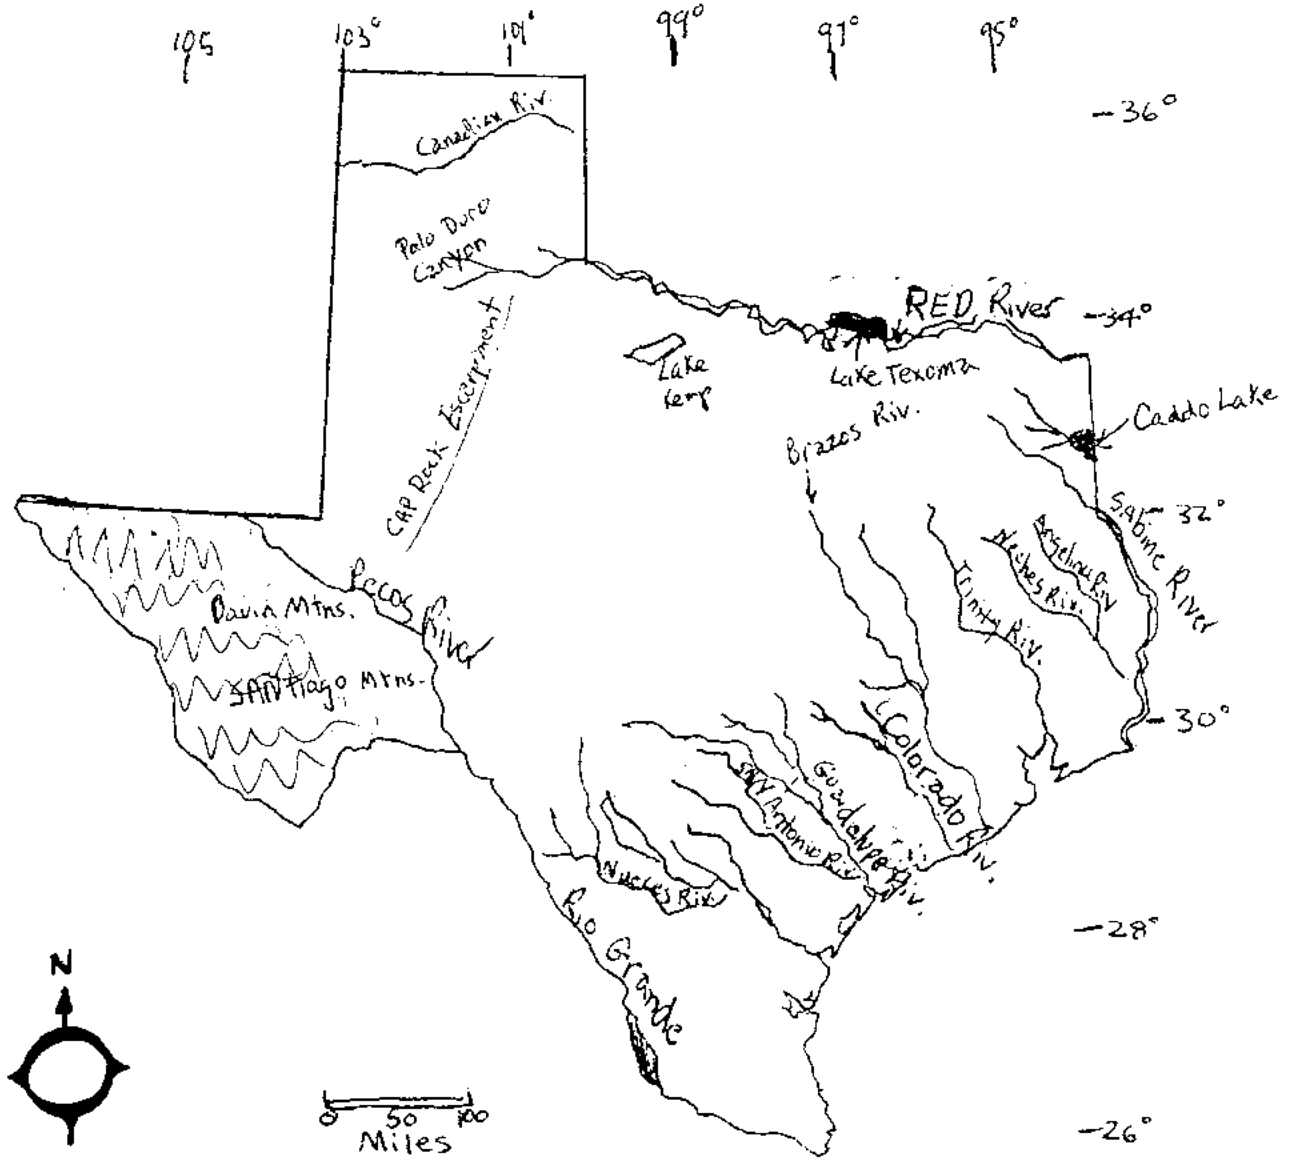 105
103°
101°
99°
97°
95°
-36°
Canadian Riv.
Palo Duro
Canyon
RED River
-34°
Lake
Kemp
Lake Texoma
Caddo Lake
Brazos Riv.
CAP Rock Escarpment
-32°
Sabine River
Angelina Riv
Neches Riv.
Trinity Riv.
Pecos River
Davis Mtns.
SANtiago Mtns.
-30°
Colorado Riv.
Guadalupe Riv.
SAN Antonio Riv.
Nueces Riv.
Rio Grande
-28°
N
0 50 100
Miles
-26°